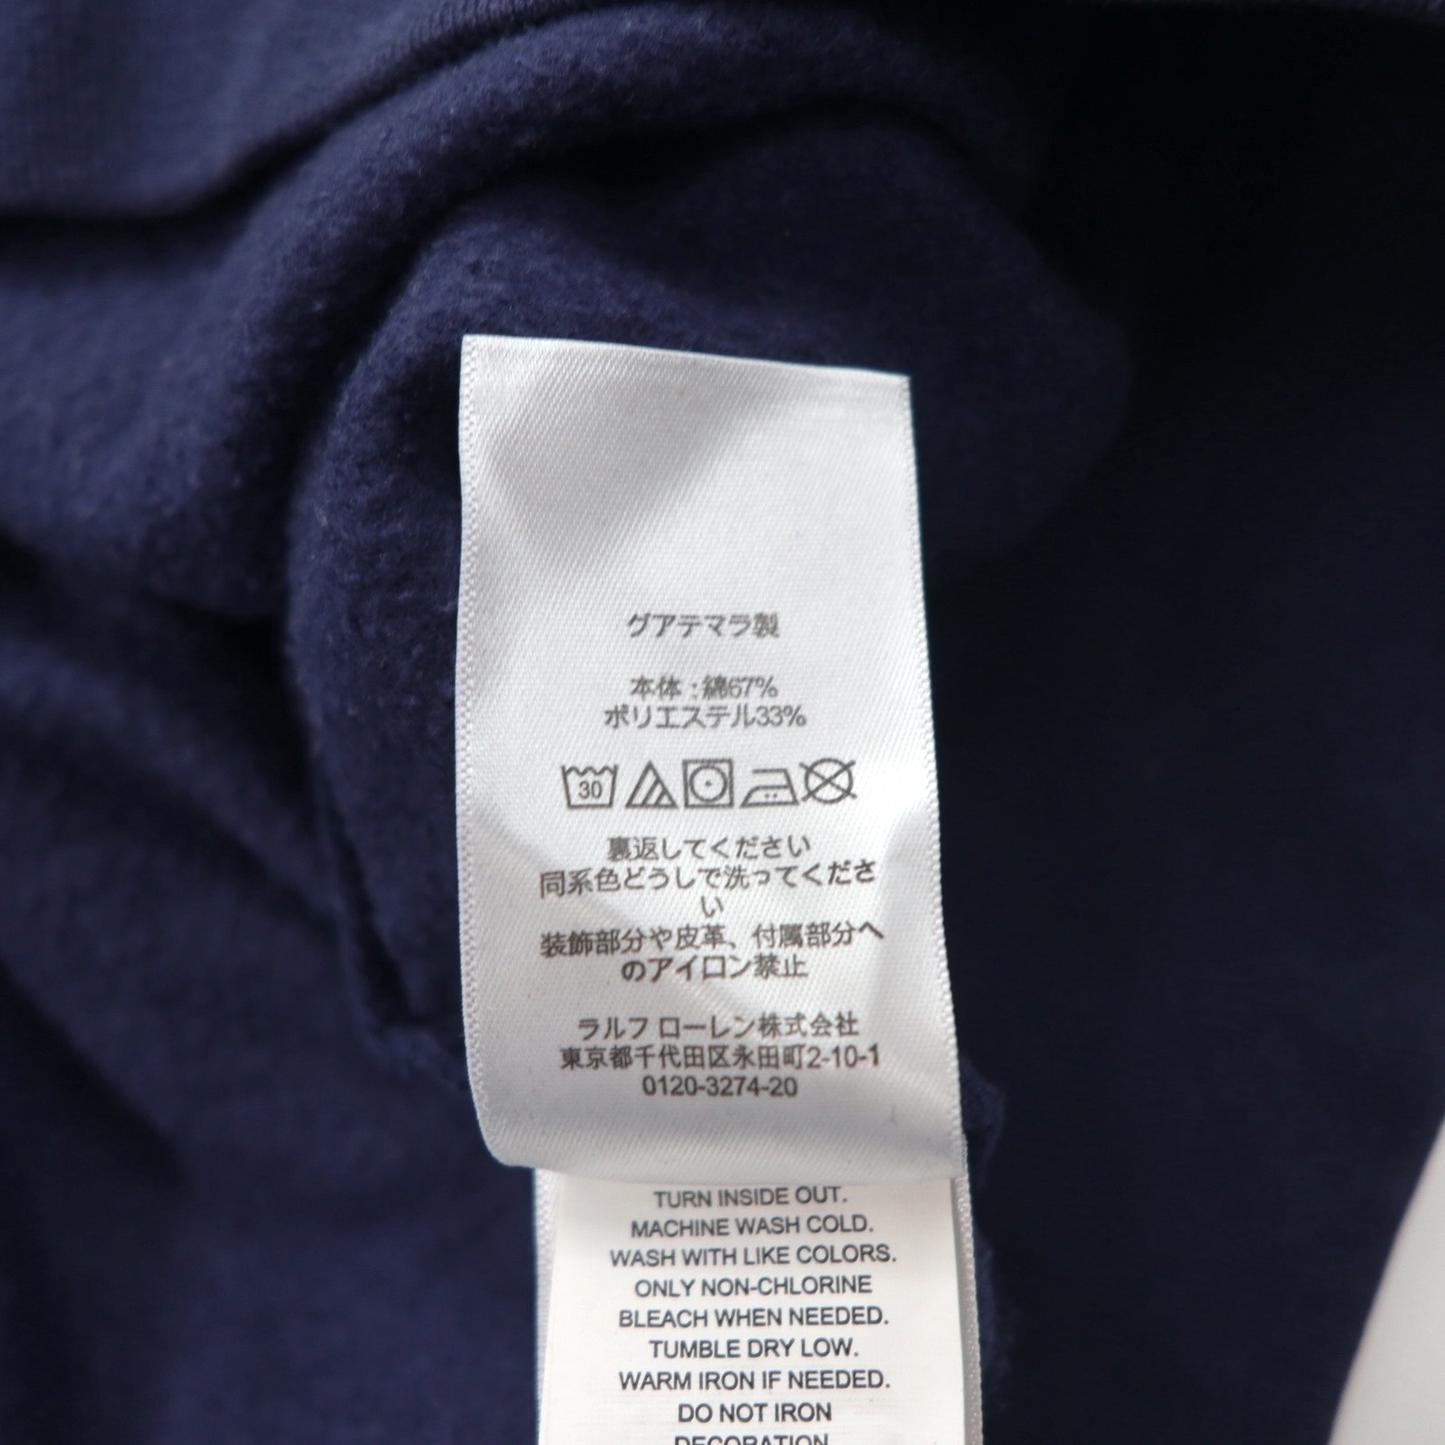 グアテマラ製
本体:綿67%
ポリエステル33%
30
裏返してください
同系色どうしで洗ってくださ
い
装飾部分や皮革、付属部分へ
のアイロン禁止
ラルフ ローレン株式会社
東京都千代田区永田町2-10-1
0120-3274-20
TURN INSIDE OUT.
MACHINE WASH COLD.
WASH WITH LIKE COLORS.
ONLY NON-CHLORINE
BLEACH WHEN NEEDED.
TUMBLE DRY LOW.
WARM IRON IF NEEDED.
DO NOT IRON
DECORATION